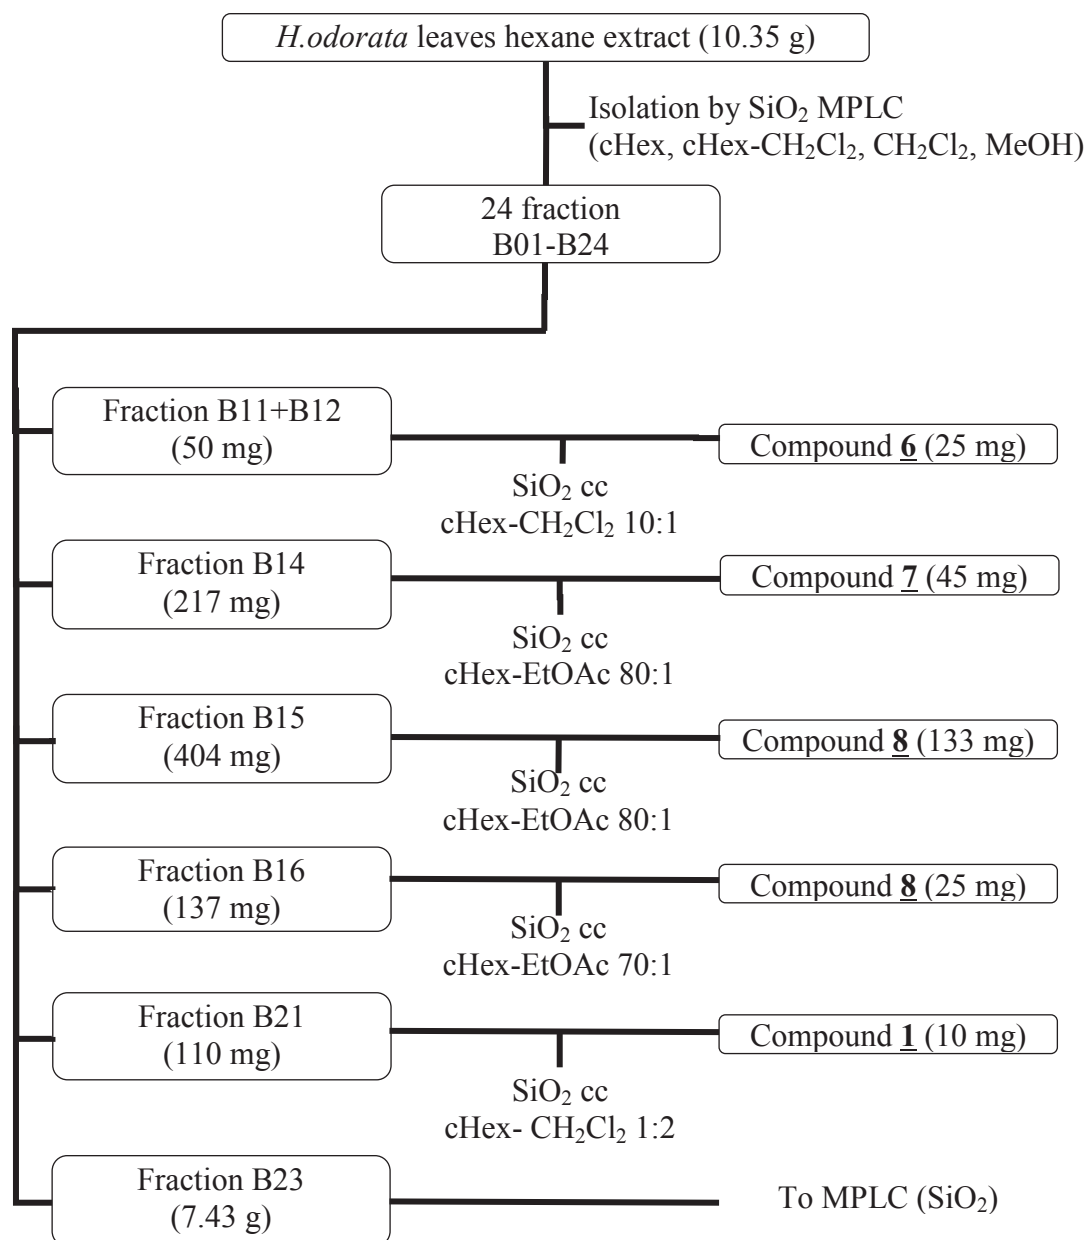 H.odorata leaves hexane extract (10.35 g)
Isolation by SiO₂ MPLC
(cHex, cHex-CH₂Cl₂, CH₂Cl₂, MeOH)
24 fraction
B01-B24
Fraction B11+B12
(50 mg)
SiO₂ cc
cHex-CH₂Cl₂ 10:1
Compound 6 (25 mg)
Fraction B14
(217 mg)
SiO₂ cc
cHex-EtOAc 80:1
Compound 7 (45 mg)
Fraction B15
(404 mg)
SiO₂ cc
cHex-EtOAc 80:1
Compound 8 (133 mg)
Fraction B16
(137 mg)
SiO₂ cc
cHex-EtOAc 70:1
Compound 8 (25 mg)
Fraction B21
(110 mg)
SiO₂ cc
cHex- CH₂Cl₂ 1:2
Compound 1 (10 mg)
Fraction B23
(7.43 g)
To MPLC (SiO₂)